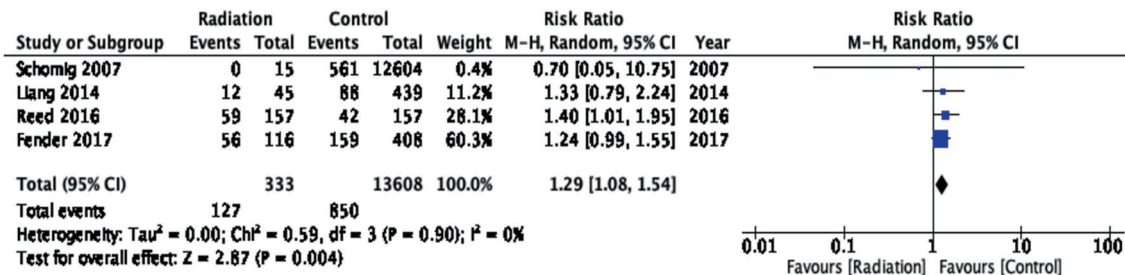 Radiation Control Risk Ratio Risk Ratio
Study or Subgroup Events Total Events Total Weight M-H, Random, 95% CI Year M-H, Random, 95% CI
Schomig 2007 0 15 561 12604 0.4% 0.70 [0.05, 10.75] 2007
Liang 2014 12 45 88 439 11.2% 1.33 [0.79, 2.24] 2014
Reed 2016 59 157 42 157 28.1% 1.40 [1.01, 1.95] 2016
Fender 2017 56 116 159 408 60.3% 1.24 [0.99, 1.55] 2017
Total (95% CI) 333 13608 100.0% 1.29 [1.08, 1.54]
Total events 127 850
Heterogeneity: Tau² = 0.00; Chi² = 0.59, df = 3 (P = 0.90); I² = 0%
Test for overall effect: Z = 2.87 (P = 0.004)
0.01 0.1 1 10 100
Favours [Radiation] Favours [Control]